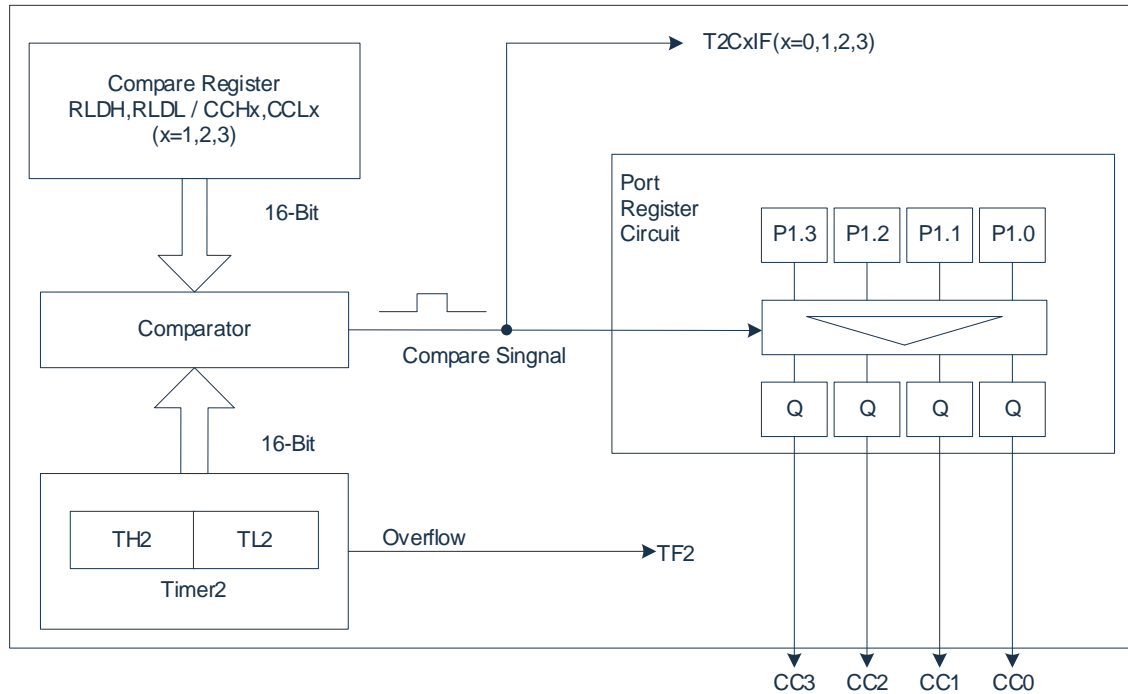 T2CxIF(x=0,1,2,3)
Compare Register
RLDH,RLDL / CCHx,CCLx
(x=1,2,3)
16-Bit
Port
Register
Circuit
P1.3 P1.2 P1.1 P1.0
Comparator
Compare Singnal
Q Q Q Q
16-Bit
TH2 TL2
Timer2
Overflow
TF2
CC3 CC2 CC1 CC0